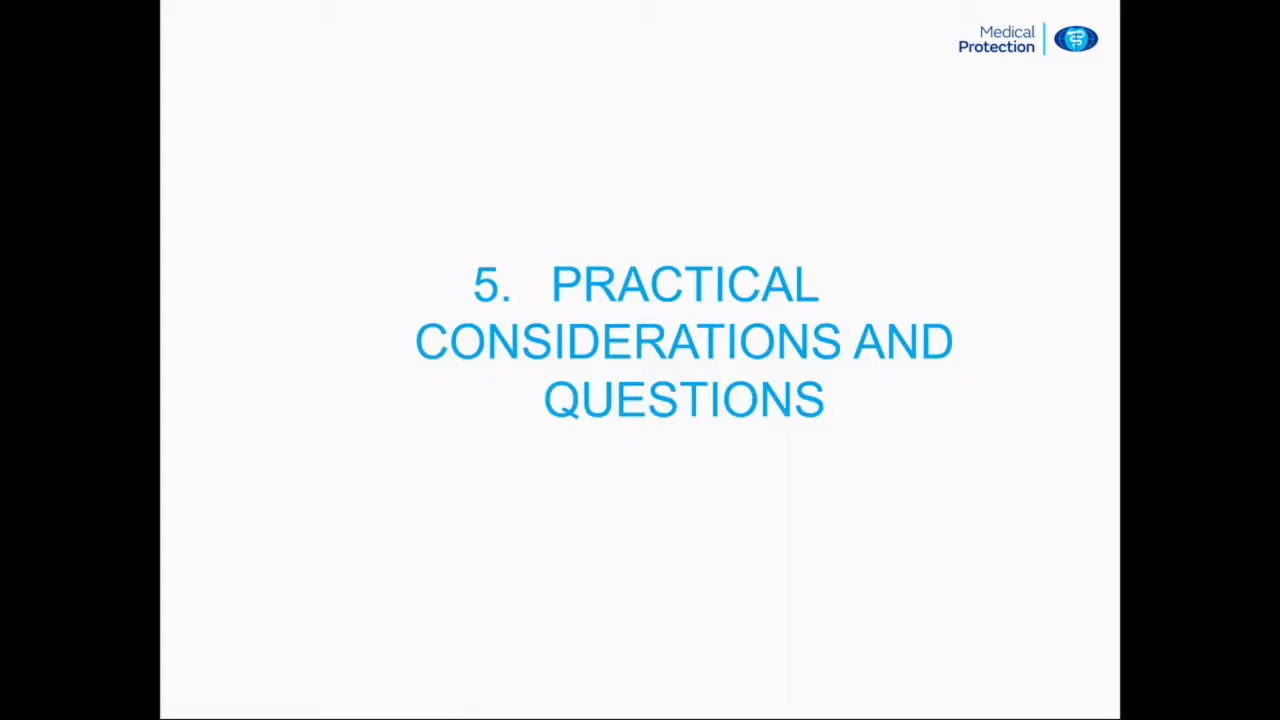 Medical
Protection
5. PRACTICAL
CONSIDERATIONS AND
QUESTIONS